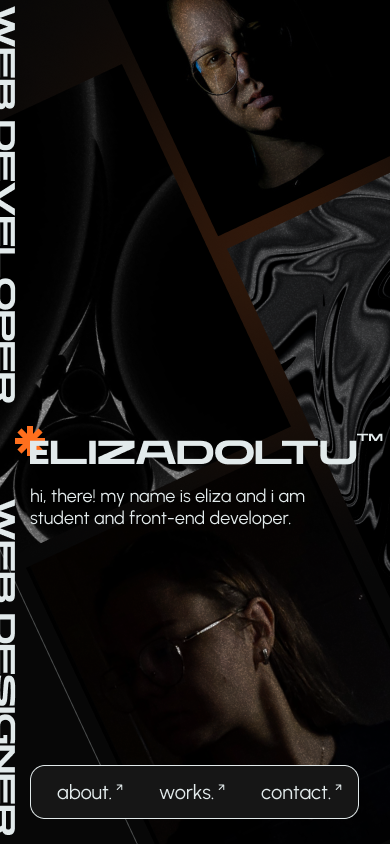 WEB DEVELOPER
ELIZADOLTU™
hi, there! my name is eliza and i am
student and front-end developer.
WEB DESIGNER
about.↗ works.↗ contact.↗